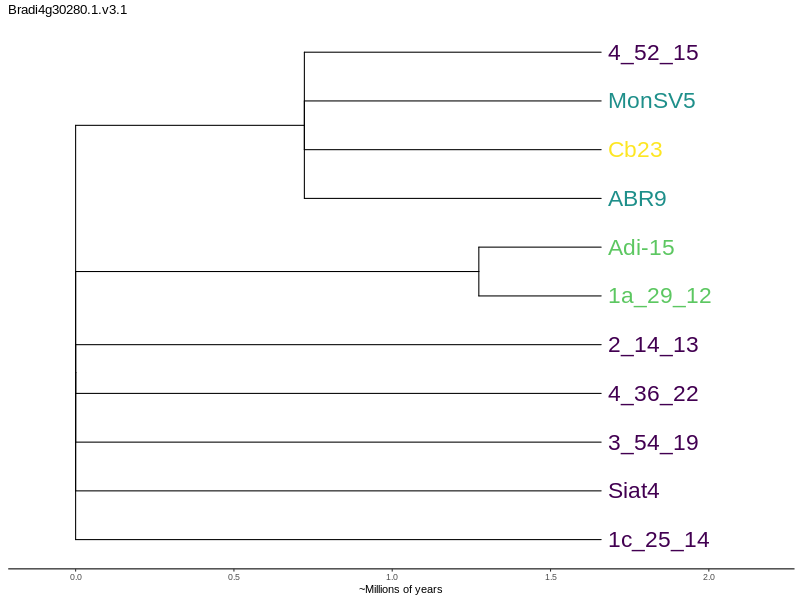 Bradi4g30280.1.v3.1
4_52_15
MonSV5
Cb23
ABR9
Adi-15
1a_29_12
2_14_13
4_36_22
3_54_19
Siat4
1c_25_14
0.0 0.5 1.0 1.5 2.0
~Millions of years